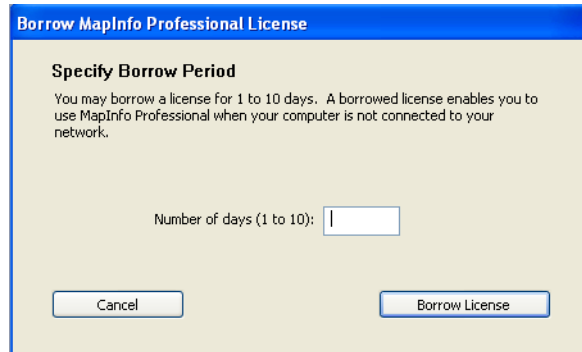 Borrow MapInfo Professional License
Specify Borrow Period
You may borrow a license for 1 to 10 days. A borrowed license enables you to
use MapInfo Professional when your computer is not connected to your
network.
Number of days (1 to 10):
Cancel
Borrow License